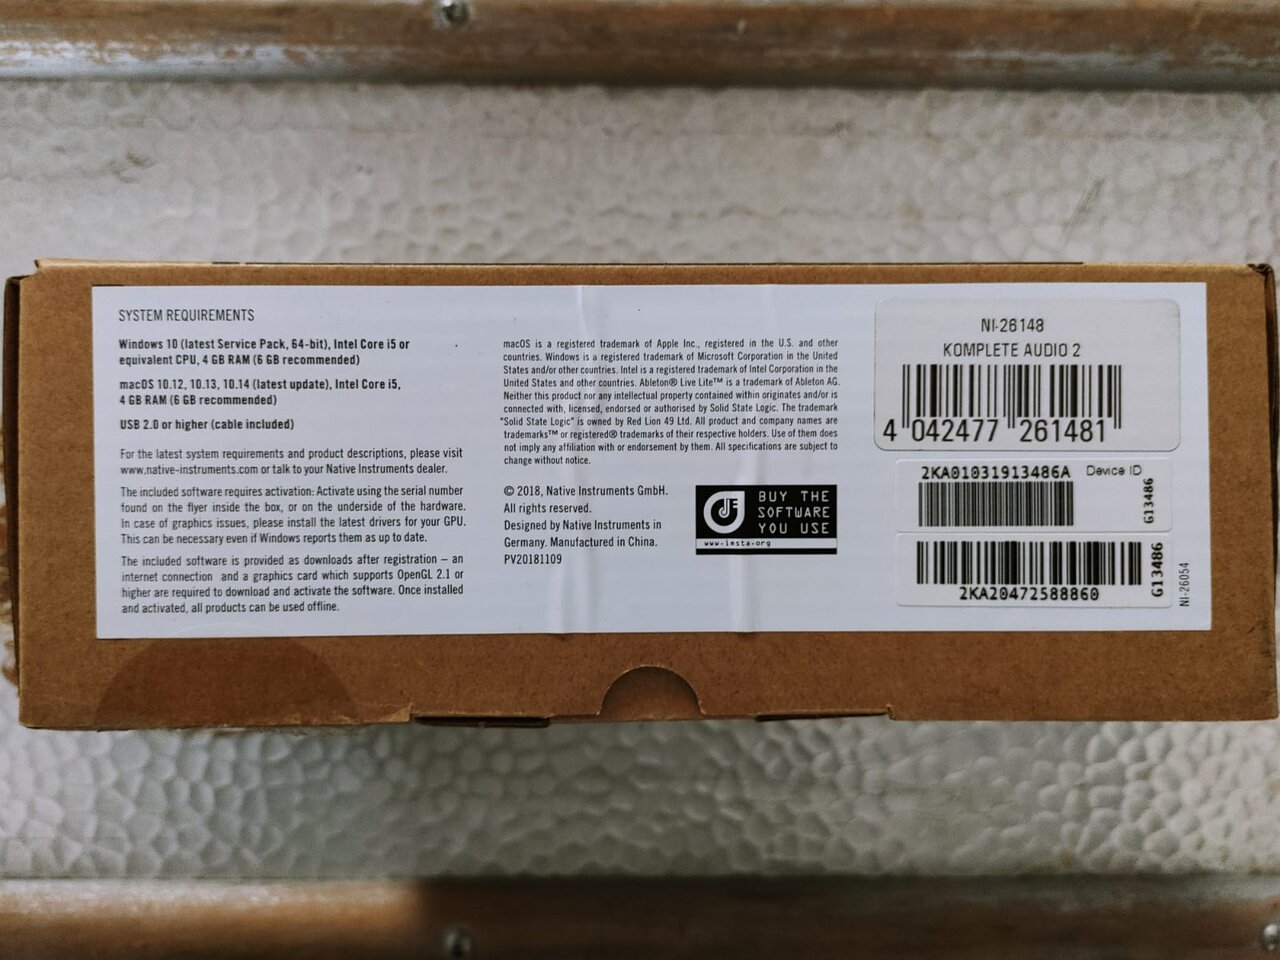 SYSTEM REQUIREMENTS
Windows 10 (latest Service Pack, 64-bit), Intel Core i5 or
equivalent CPU, 4 GB RAM (6 GB recommended)
macOS 10.12, 10.13, 10.14 (latest update), Intel Core i5,
4 GB RAM (6 GB recommended)
USB 2.0 or higher (cable included)
For the latest system requirements and product descriptions, please visit
www.native-instruments.com or talk to your Native Instruments dealer.
The included software requires activation: Activate using the serial number
found on the flyer inside the box, or on the underside of the hardware.
In case of graphics issues, please install the latest drivers for your GPU.
This can be necessary even if Windows reports them as up to date.
The included software is provided as downloads after registration – an
internet connection and a graphics card which supports OpenGL 2.1 or
higher are required to download and activate the software. Once installed
and activated, all products can be used offline.
macOS is a registered trademark of Apple Inc., registered in the U.S. and other
countries. Windows is a registered trademark of Microsoft Corporation in the United
States and/or other countries. Intel is a registered trademark of Intel Corporation in the
United States and other countries. Ableton® Live Lite™ is a trademark of Ableton AG.
Neither this product nor any intellectual property contained within originates and/or is
connected with, licensed, endorsed or authorised by Solid State Logic. The trademark
"Solid State Logic" is owned by Red Lion 49 Ltd. All product and company names are
trademarks™ or registered® trademarks of their respective holders. Use of them does
not imply any affiliation with or endorsement by them. All specifications are subject to
change without notice.
© 2018, Native Instruments GmbH.
All rights reserved.
Designed by Native Instruments in
Germany. Manufactured in China.
PV20181109
BUY THE
SOFTWARE
YOU USE
www.imsta.org
NI-26148
KOMPLETE AUDIO 2
4 042477 261481
2KA01031913486A Device ID
G13486
2KA20472588860
G13486
NI-26054